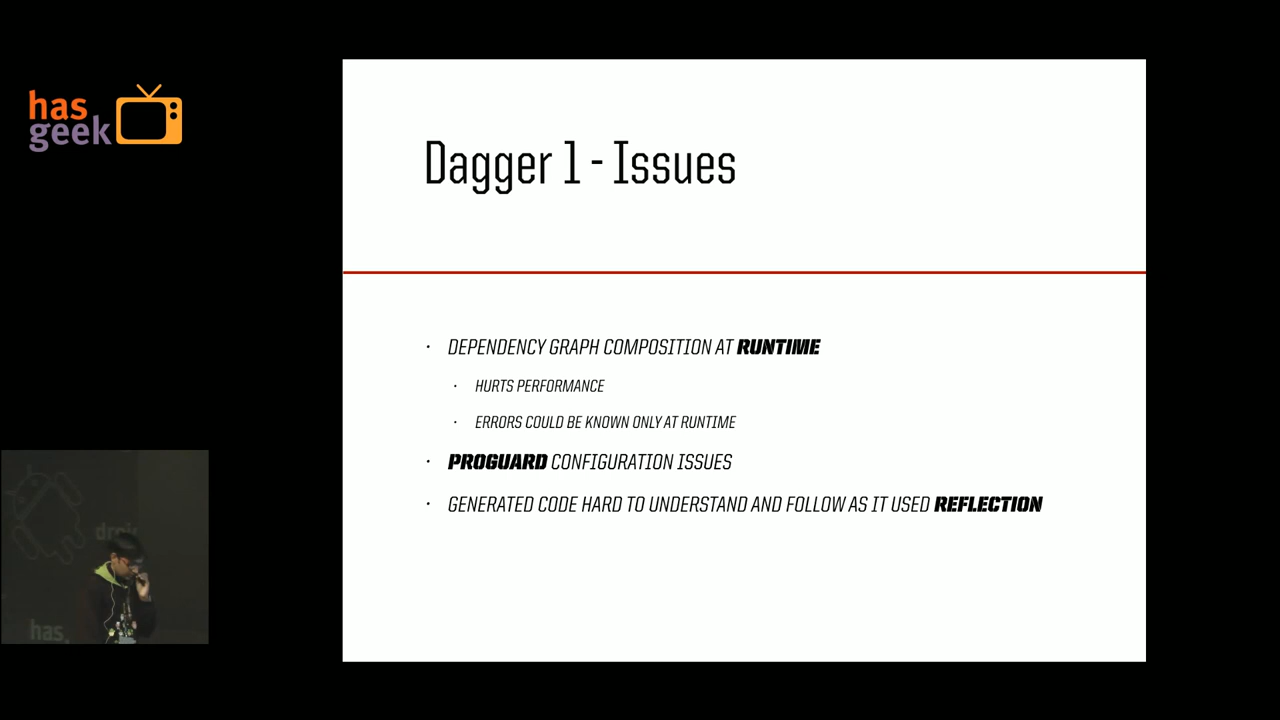 has
geek
Dagger 1 - Issues
DEPENDENCY GRAPH COMPOSITION AT RUNTIME
HURTS PERFORMANCE
ERRORS COULD BE KNOWN ONLY AT RUNTIME
PROGUARD CONFIGURATION ISSUES
GENERATED CODE HARD TO UNDERSTAND AND FOLLOW AS IT USED REFLECTION
has